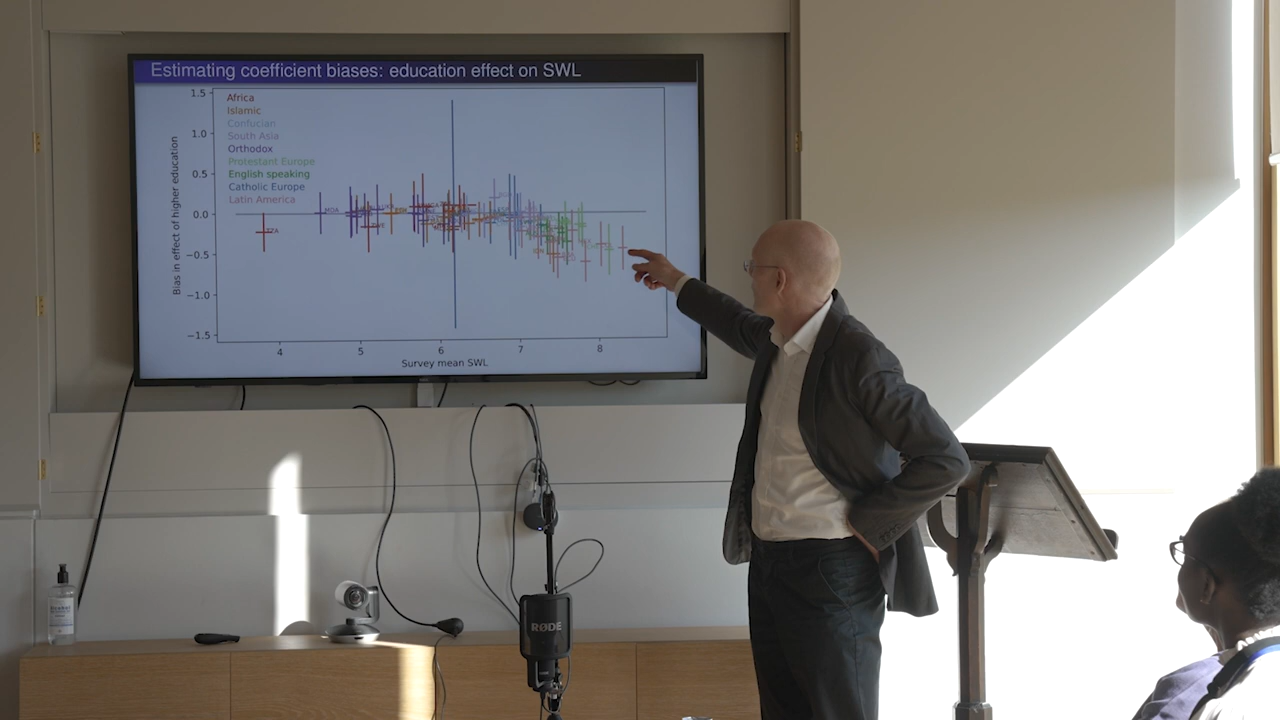 Estimating coefficient biases: education effect on SWL
1.5
1.0
0.5
0.0
−0.5
−1.0
−1.5
Bias in effect of higher education
Africa
Islamic
Confucian
South Asia
Orthodox
Protestant Europe
English speaking
Catholic Europe
Latin America
4
5
6
7
8
Survey mean SWL
RØDE